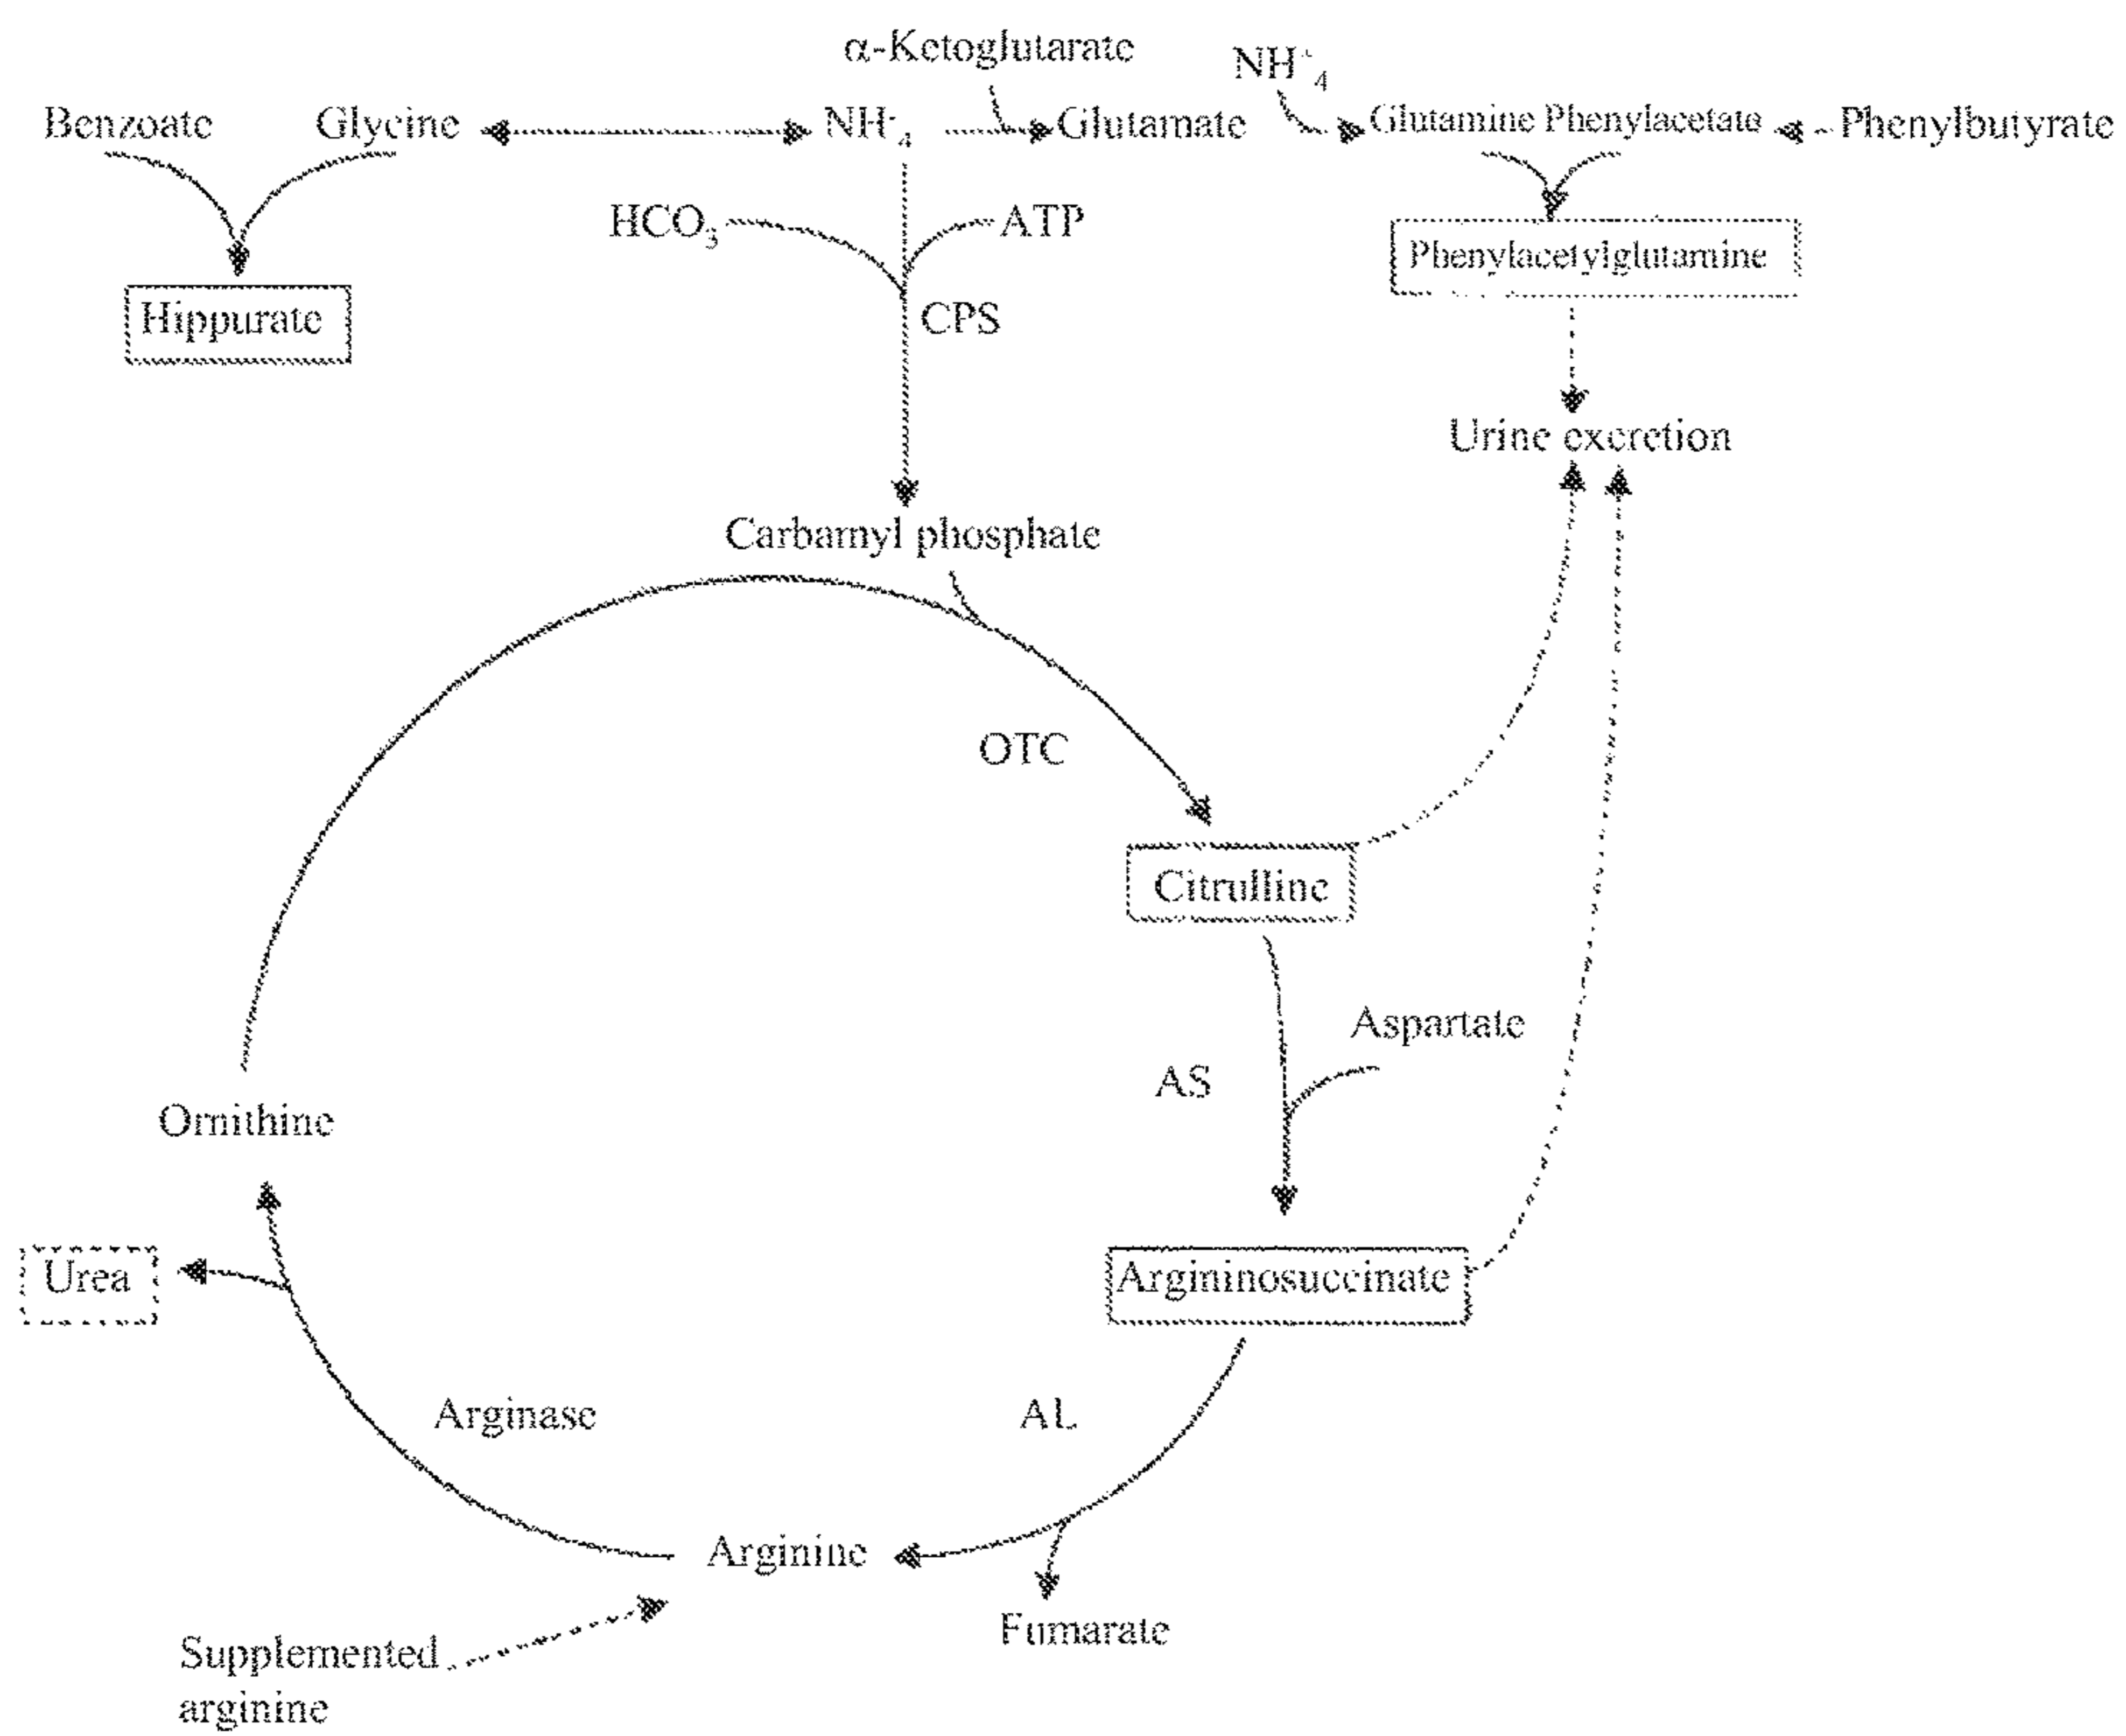 α-Ketoglutarate
NH⁺₄
Benzoate
Glycine
NH⁺₄
Glutamate
Glutamine Phenylacetate
Phenylbutyrate
HCO₃
ATP
Phenylacetylglutamine
Hippurate
CPS
Urine excretion
Carbamyl phosphate
OTC
Citrulline
Aspartate
AS
Ornithine
Urea
Argininosuccinate
Arginase
AL
Arginine
Fumarate
Supplemented
arginine